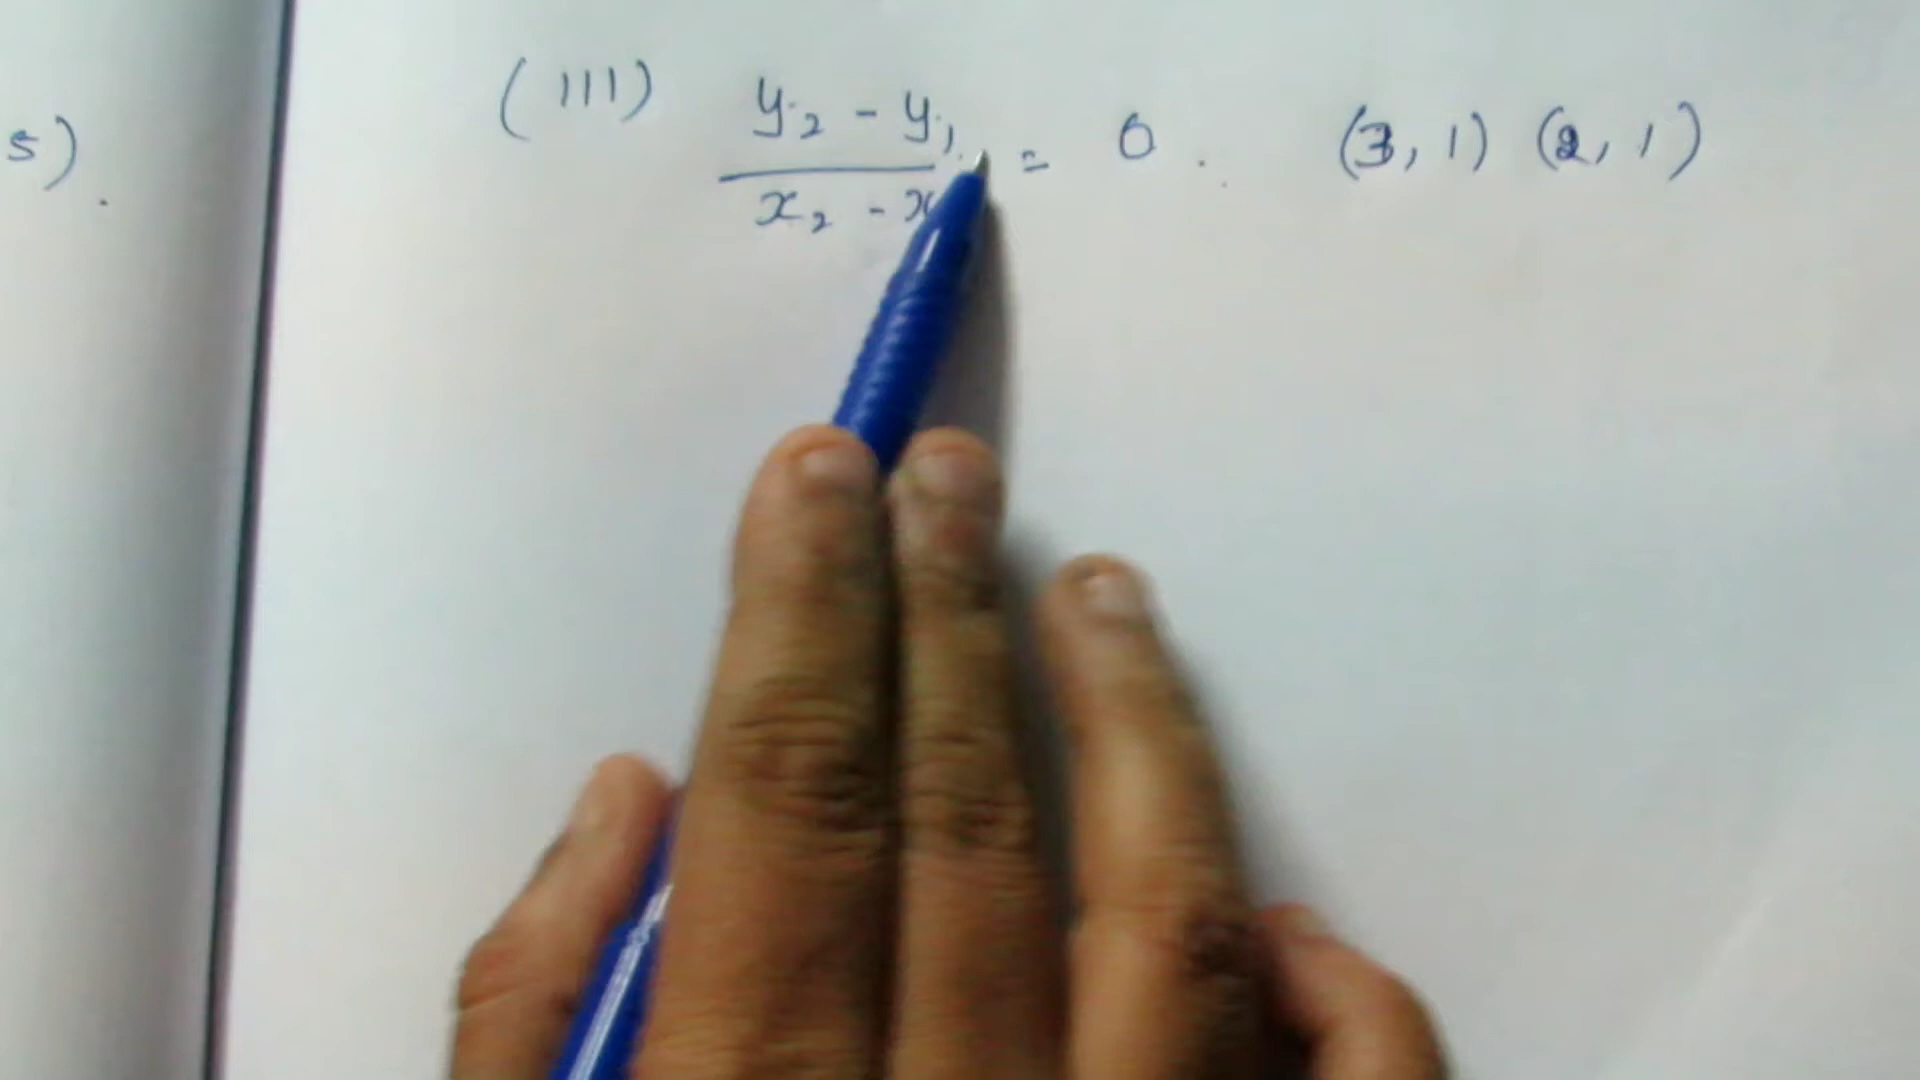 5).
(III) y2 - y1 / x2 - x = 0. (3, 1) (2, 1)